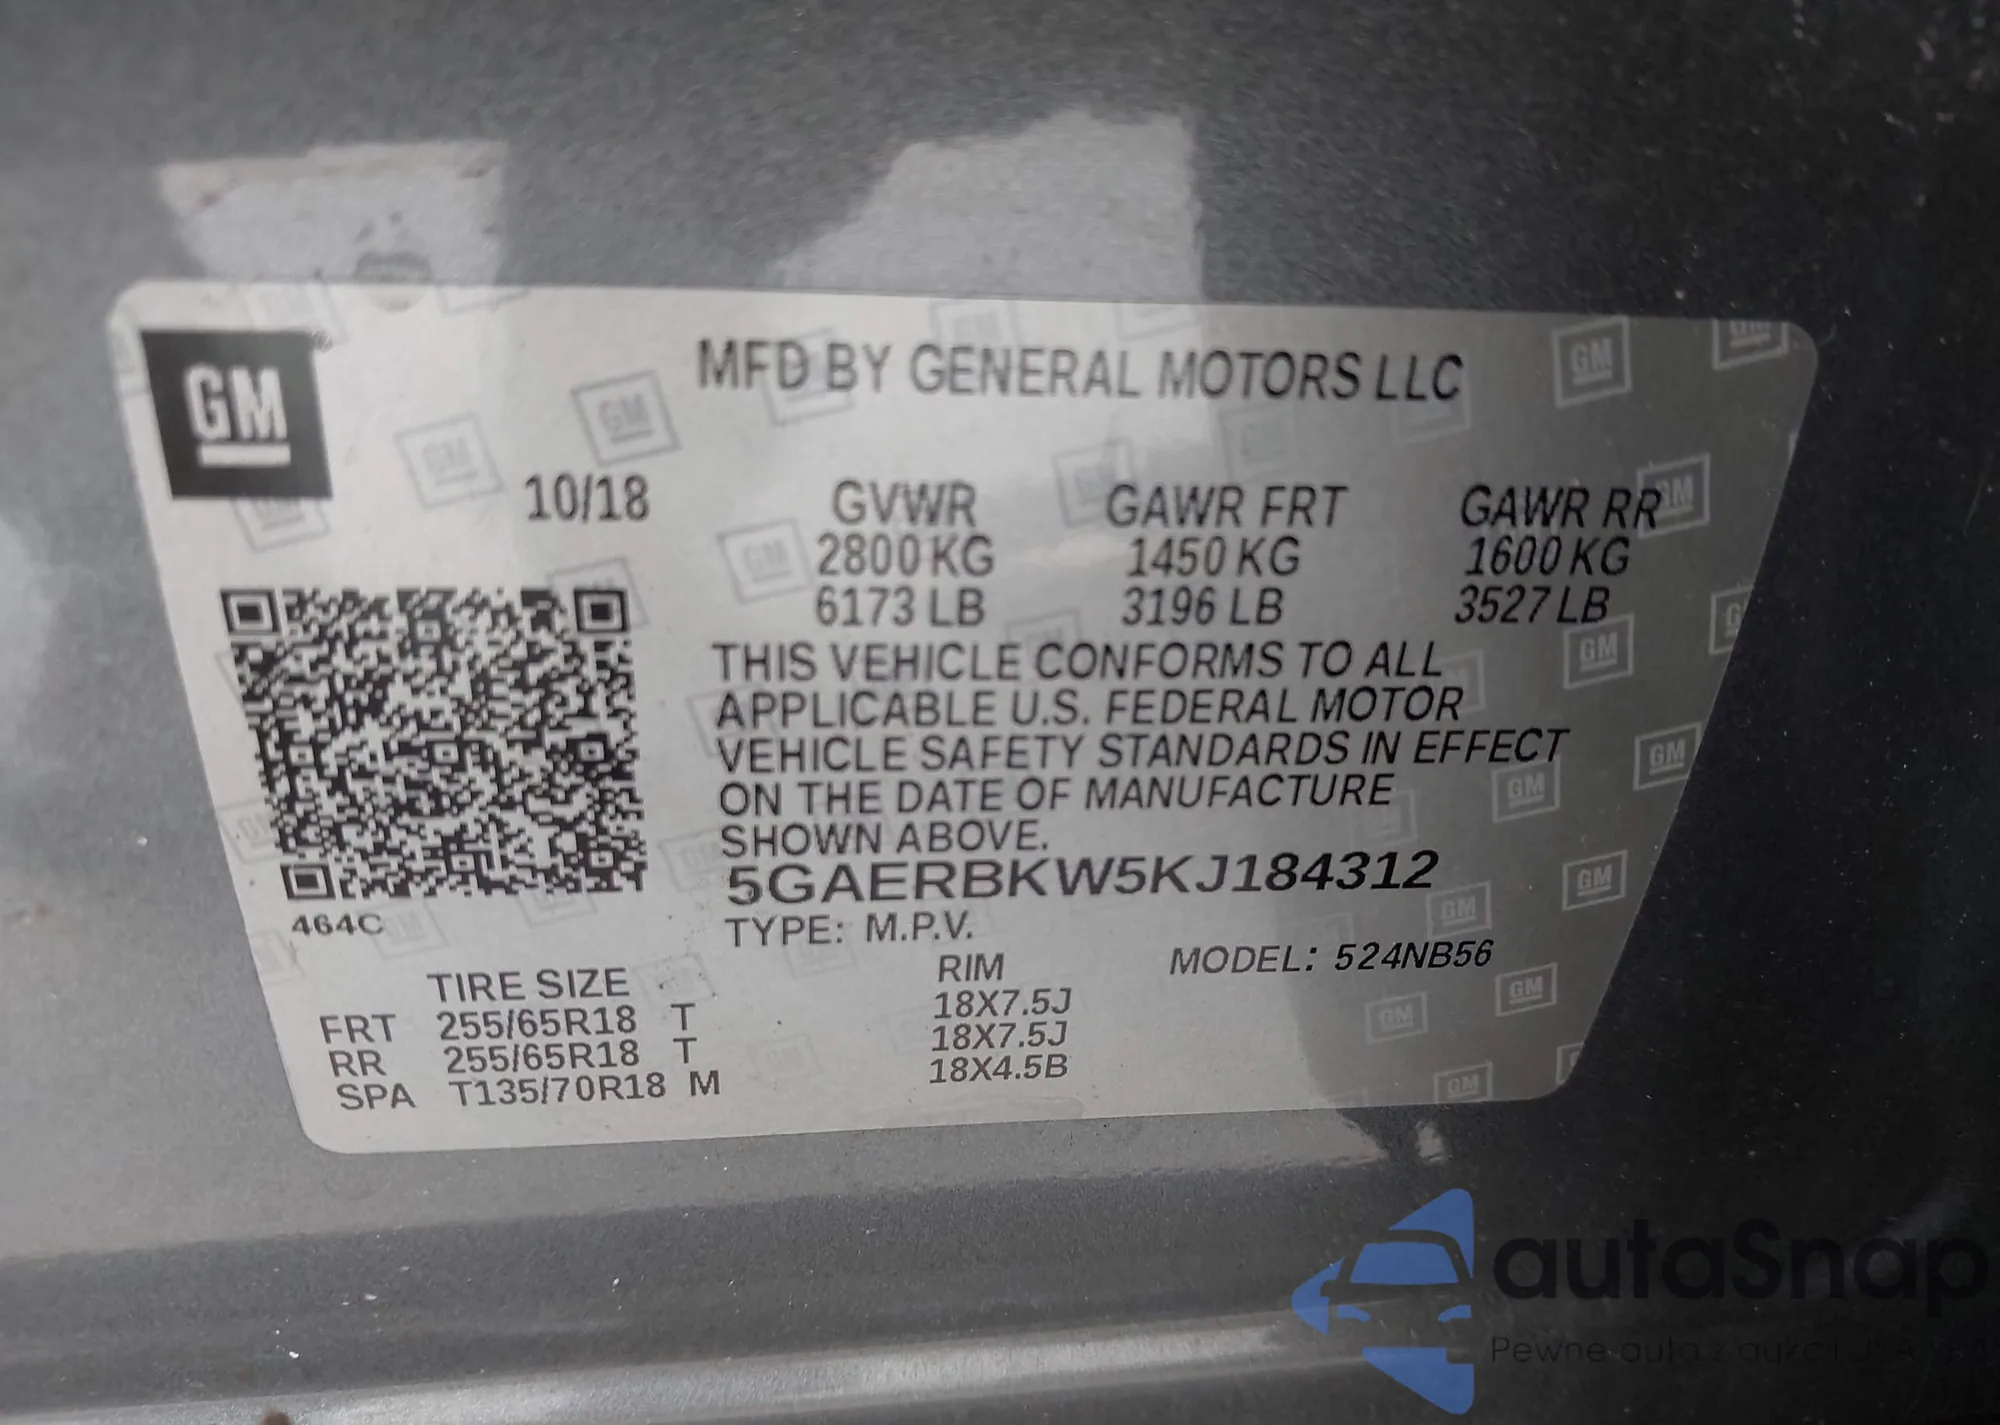 GM
MFD BY GENERAL MOTORS LLC
10/18 GVWR GAWR FRT GAWR RR
2800 KG 1450 KG 1600 KG
6173 LB 3196 LB 3527 LB
THIS VEHICLE CONFORMS TO ALL
APPLICABLE U.S. FEDERAL MOTOR
VEHICLE SAFETY STANDARDS IN EFFECT
ON THE DATE OF MANUFACTURE
SHOWN ABOVE.
5GAERBKW5KJ184312
464C
TYPE: M.P.V. MODEL: 524NB56
TIRE SIZE RIM
FRT 255/65R18 T 18X7.5J
RR 255/65R18 T 18X7.5J
SPA T135/70R18 M 18X4.5B
autaSnap
Pewne auta z aukcji